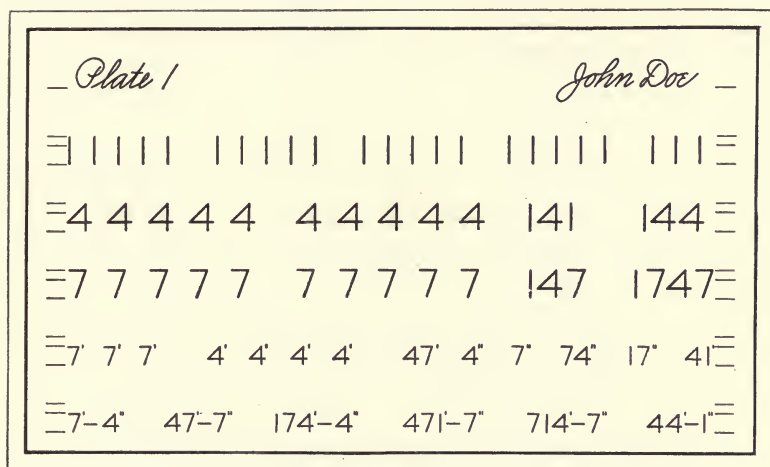 Plate 1 John Doe
| | | | | | | | | | | | | | | | | | | | | | |
4 4 4 4 4 4 4 4 4 4 141 144
7 7 7 7 7 7 7 7 7 7 147 1747
7' 7' 7' 4' 4' 4' 4' 47' 4" 7" 74" 17" 41'
7'-4" 47'-7" 174'-4" 471'-7" 714'-7" 44'-1"